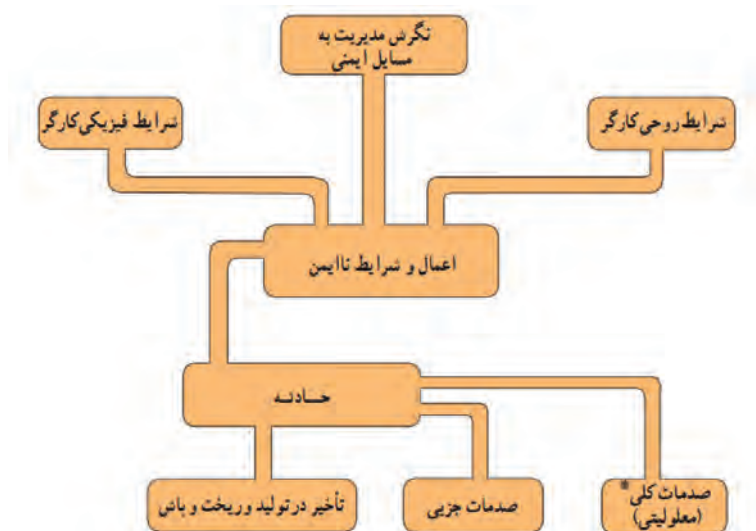 نگرش مدیریت به
مسایل ایمنی
شرایط روحی کارگر
شرایط فیزیکی کارگر
اعمال و شرایط ناایمن
حادثه
صدمات کلی*
(معلولیتی)
صدمات جزیی
تأخیر در تولید و ریخت و پاش